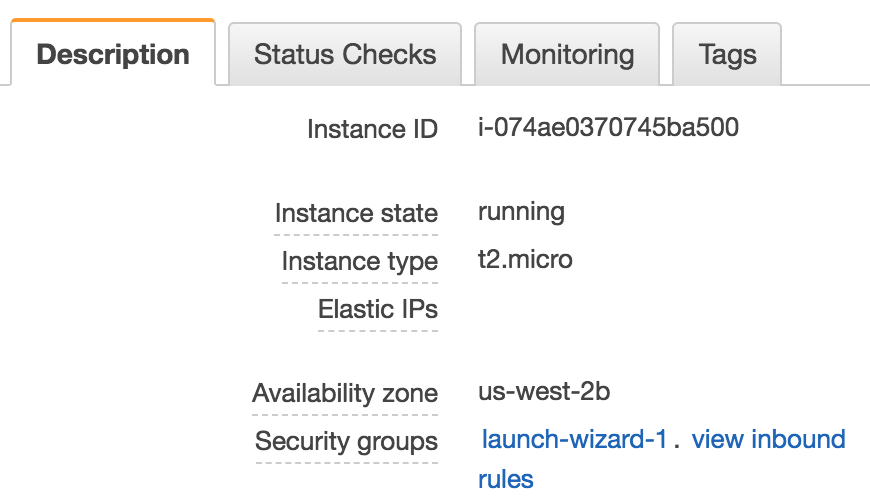 Description Status Checks Monitoring Tags
Instance ID i-074ae0370745ba500
Instance state running
Instance type t2.micro
Elastic IPs
Availability zone us-west-2b
Security groups launch-wizard-1 . view inbound
rules